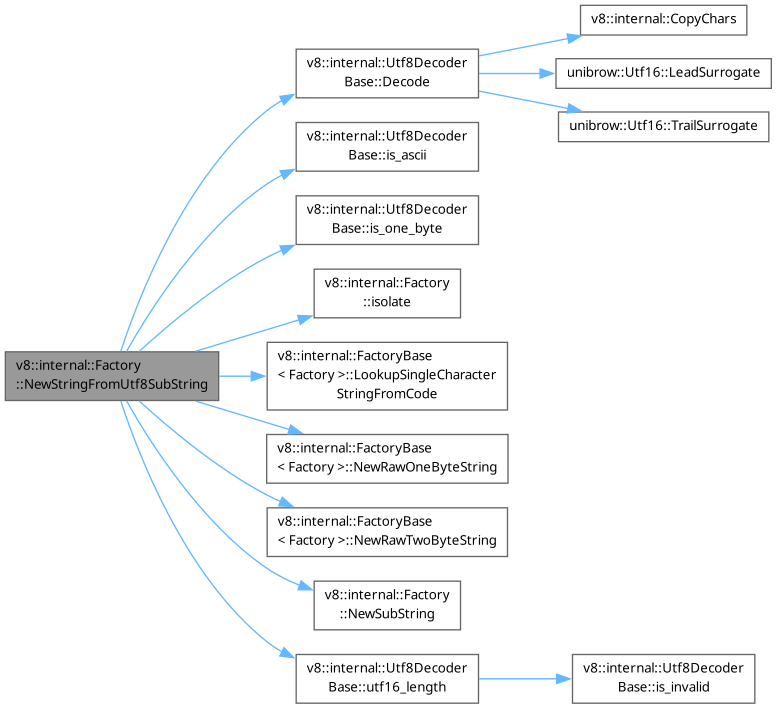 v8::internal::Factory
::NewStringFromUtf8SubString
v8::internal::Utf8Decoder
Base::Decode
v8::internal::CopyChars
unibrow::Utf16::LeadSurrogate
unibrow::Utf16::TrailSurrogate
v8::internal::Utf8Decoder
Base::is_ascii
v8::internal::Utf8Decoder
Base::is_one_byte
v8::internal::Factory
::isolate
v8::internal::FactoryBase
< Factory >::LookupSingleCharacter
StringFromCode
v8::internal::FactoryBase
< Factory >::NewRawOneByteString
v8::internal::FactoryBase
< Factory >::NewRawTwoByteString
v8::internal::Factory
::NewSubString
v8::internal::Utf8Decoder
Base::utf16_length
v8::internal::Utf8Decoder
Base::is_invalid